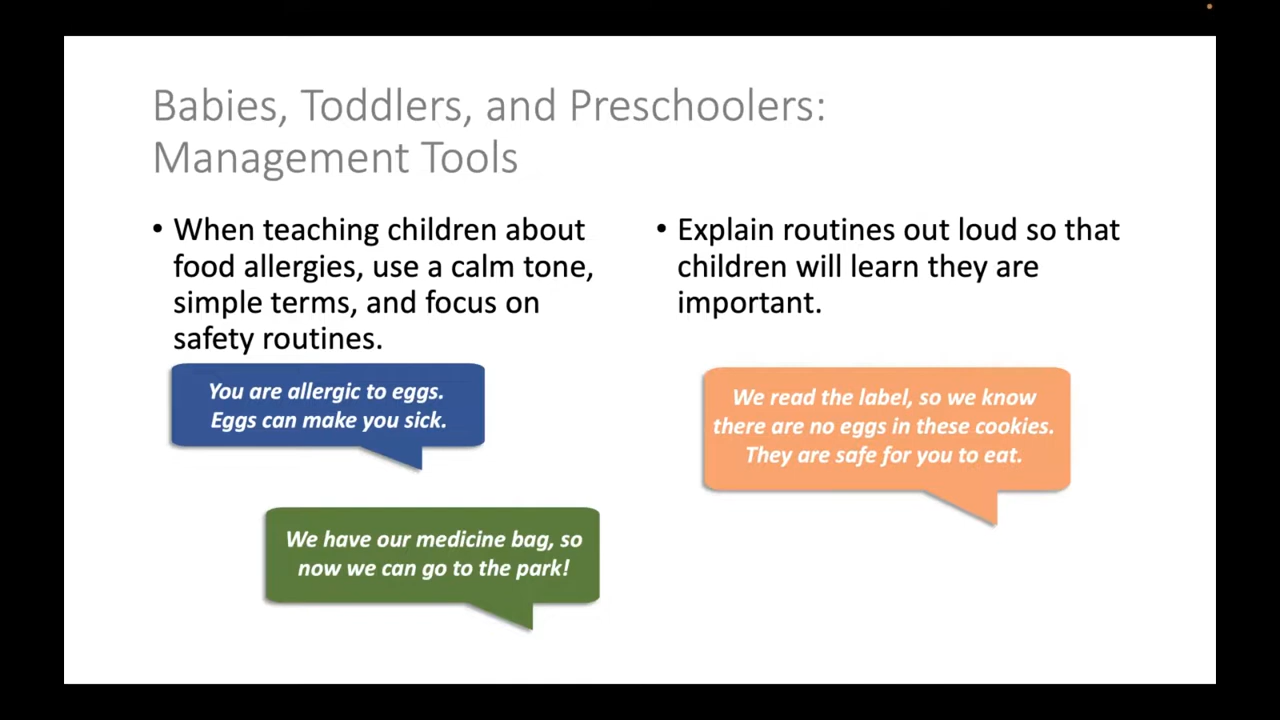 Babies, Toddlers, and Preschoolers:
Management Tools
• When teaching children about
food allergies, use a calm tone,
simple terms, and focus on
safety routines.
You are allergic to eggs.
Eggs can make you sick.
We have our medicine bag, so
now we can go to the park!
• Explain routines out loud so that
children will learn they are
important.
We read the label, so we know
there are no eggs in these cookies.
They are safe for you to eat.